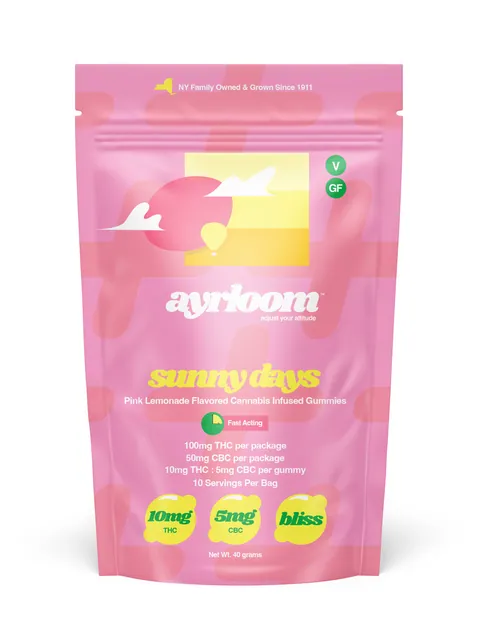 NY Family Owned & Grown Since 1911
V
GF
ayrloom™
adjust your altitude
sunny days
Pink Lemonade Flavored Cannabis Infused Gummies
Fast Acting
100mg THC per package
50mg CBC per package
10mg THC : 5mg CBC per gummy
10 Servings Per Bag
10mg
THC
5mg
CBC
bliss
Net Wt. 40 grams